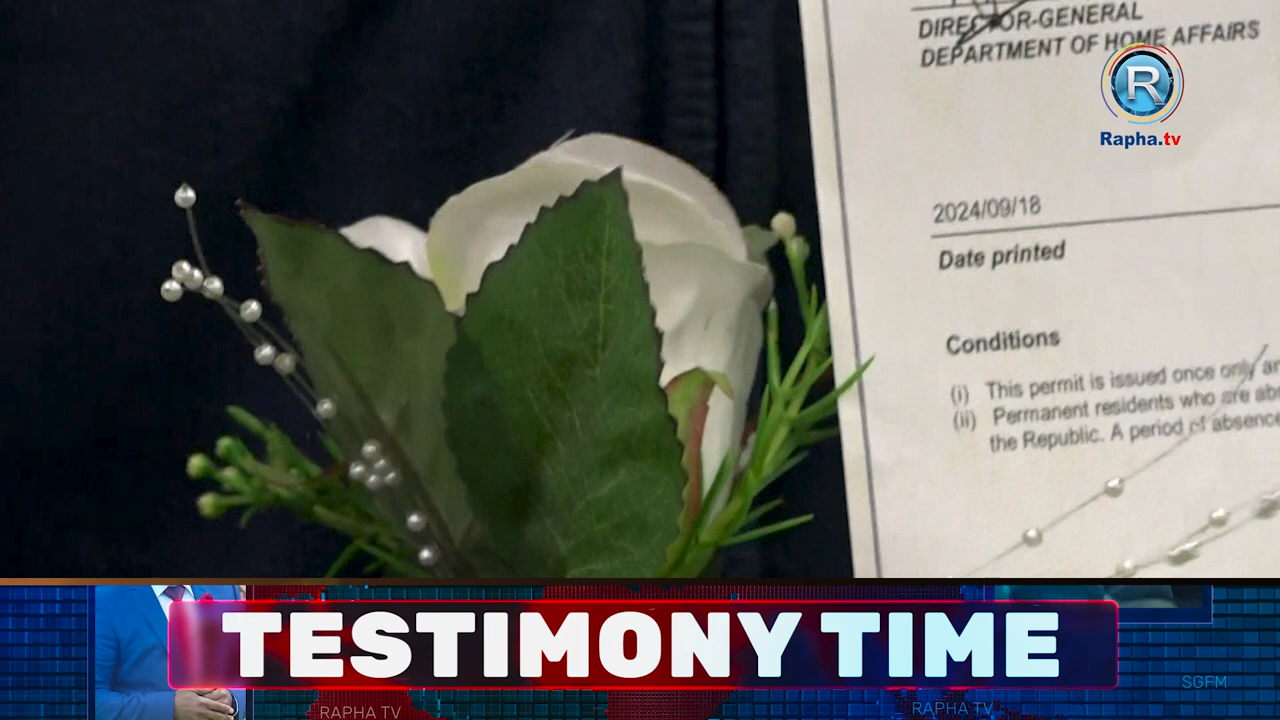 DIRECTOR-GENERAL
DEPARTMENT OF HOME AFFAIRS
R
Rapha.tv
2024/09/18
Date printed
Conditions
(i) This permit is issued once only
(ii) Permanent residents who are
the Republic. A period of absence
TESTIMONY TIME
SGFM
RAPHA TV
RAPHA TV